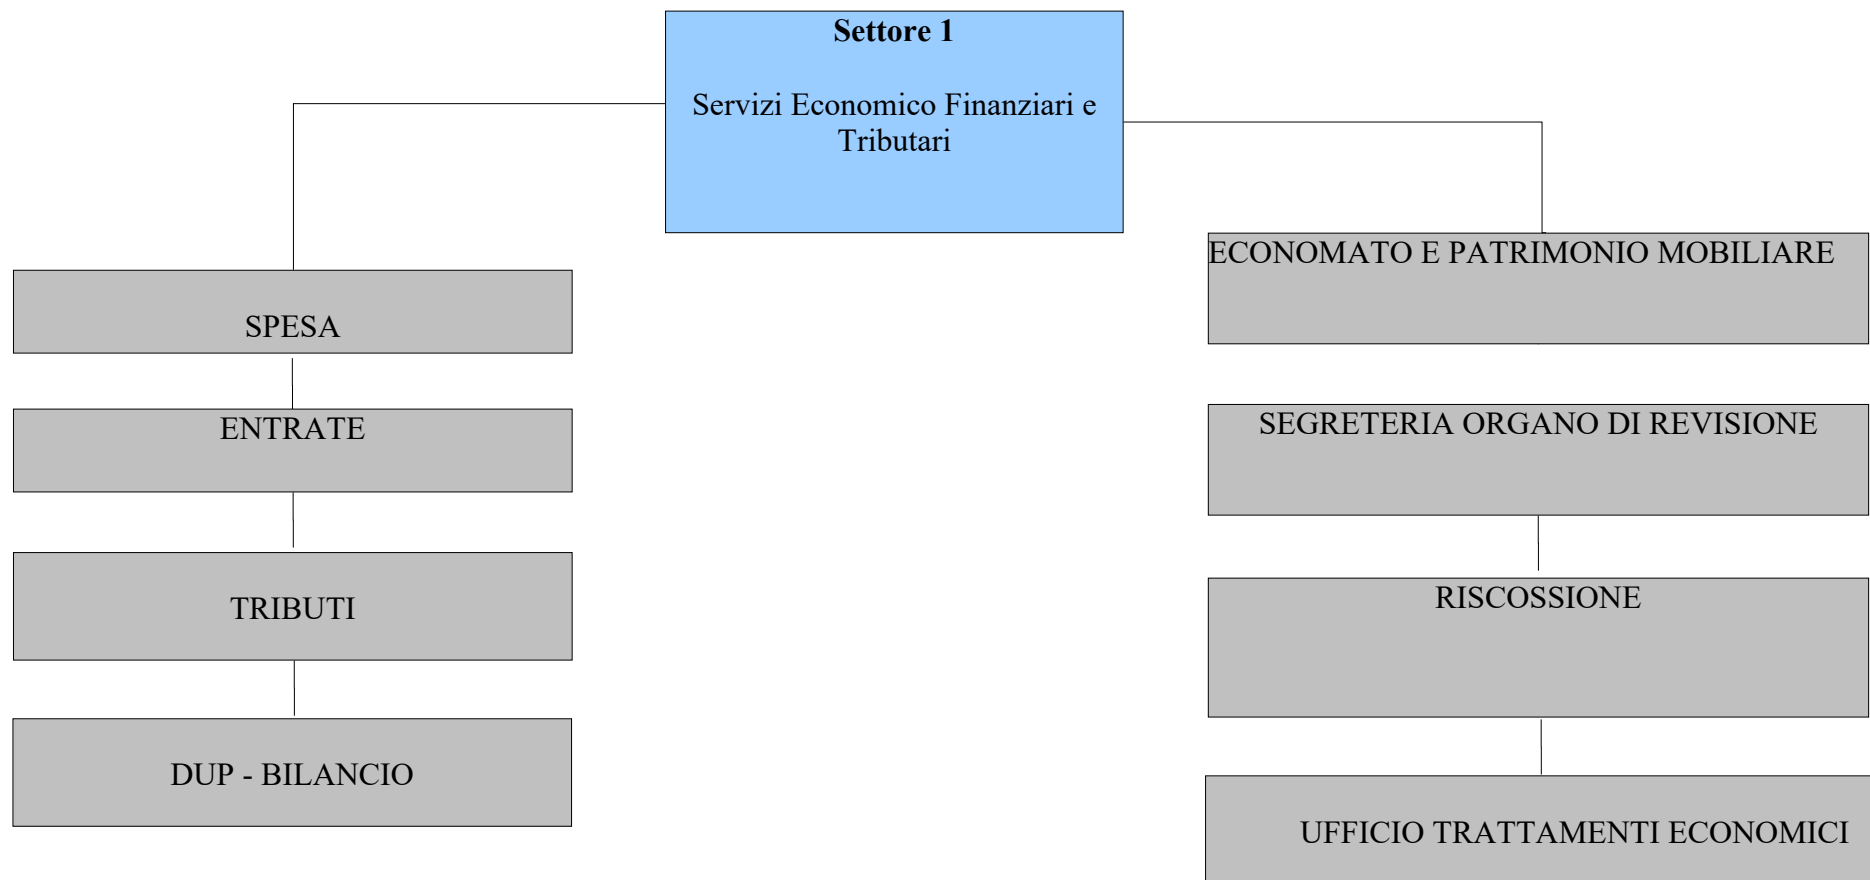 Settore 1
Servizi Economico Finanziari e
Tributari
SPESA
ENTRATE
TRIBUTI
DUP - BILANCIO
ECONOMATO E PATRIMONIO MOBILIARE
SEGRETERIA ORGANO DI REVISIONE
RISCOSSIONE
UFFICIO TRATTAMENTI ECONOMICI